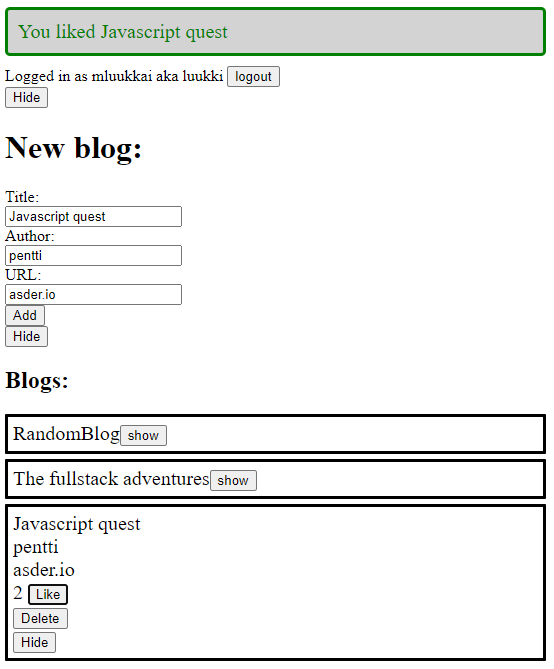 You liked Javascript quest
Logged in as mluukkai aka luukki logout
Hide
New blog:
Title:
Javascript quest
Author:
pentti
URL:
asder.io
Add
Hide
Blogs:
RandomBlog show
The fullstack adventures show
Javascript quest
pentti
asder.io
2 Like
Delete
Hide